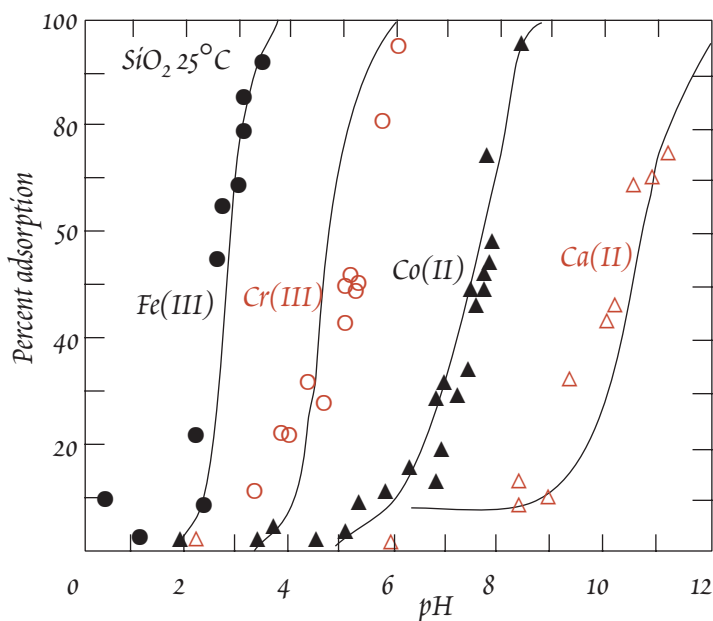 100
SiO2 25°C
80
50
40
20
Percent adsorption
Fe(III)
Cr(III)
Co(II)
Ca(II)
0 2 4 6 8 10 12
pH